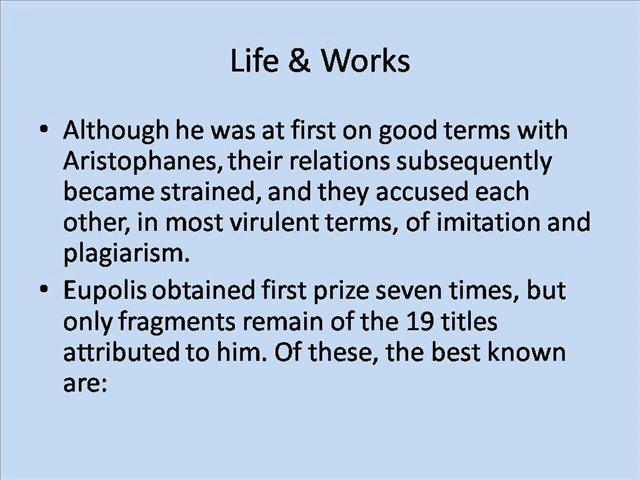 Life & Works
• Although he was at first on good terms with
Aristophanes, their relations subsequently
became strained, and they accused each
other, in most virulent terms, of imitation and
plagiarism.
• Eupolis obtained first prize seven times, but
only fragments remain of the 19 titles
attributed to him. Of these, the best known
are: